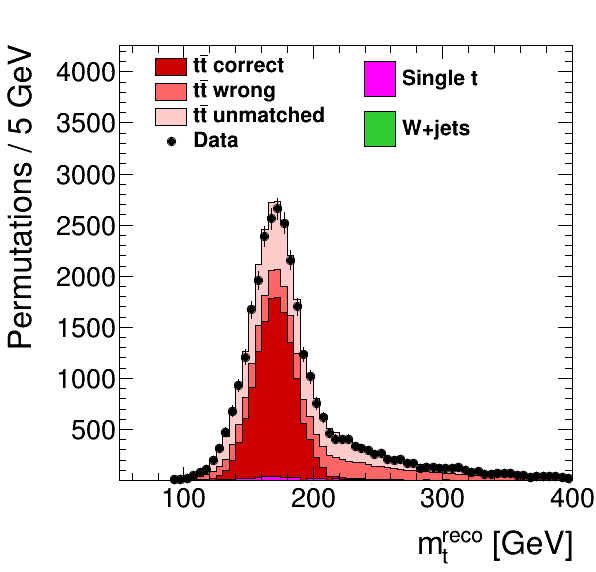 Permutations / 5 GeV
4000
3500
3000
2500
2000
1500
1000
500
tt̄ correct
tt̄ wrong
tt̄ unmatched
Data
Single t
W+jets
100
200
300
400
m_t^reco [GeV]